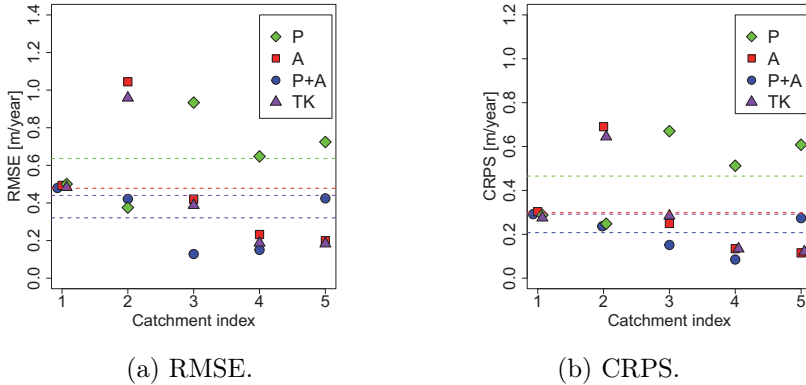 RMSE [m/year]
1.4
1.2
1.0
0.8
0.6
0.4
0.2
0.0
P
A
P+A
TK
1 2 3 4 5
Catchment index
(a) RMSE.
CRPS [m/year]
1.2
1.0
0.8
0.6
0.4
0.2
0.0
P
A
P+A
TK
1 2 3 4 5
Catchment index
(b) CRPS.